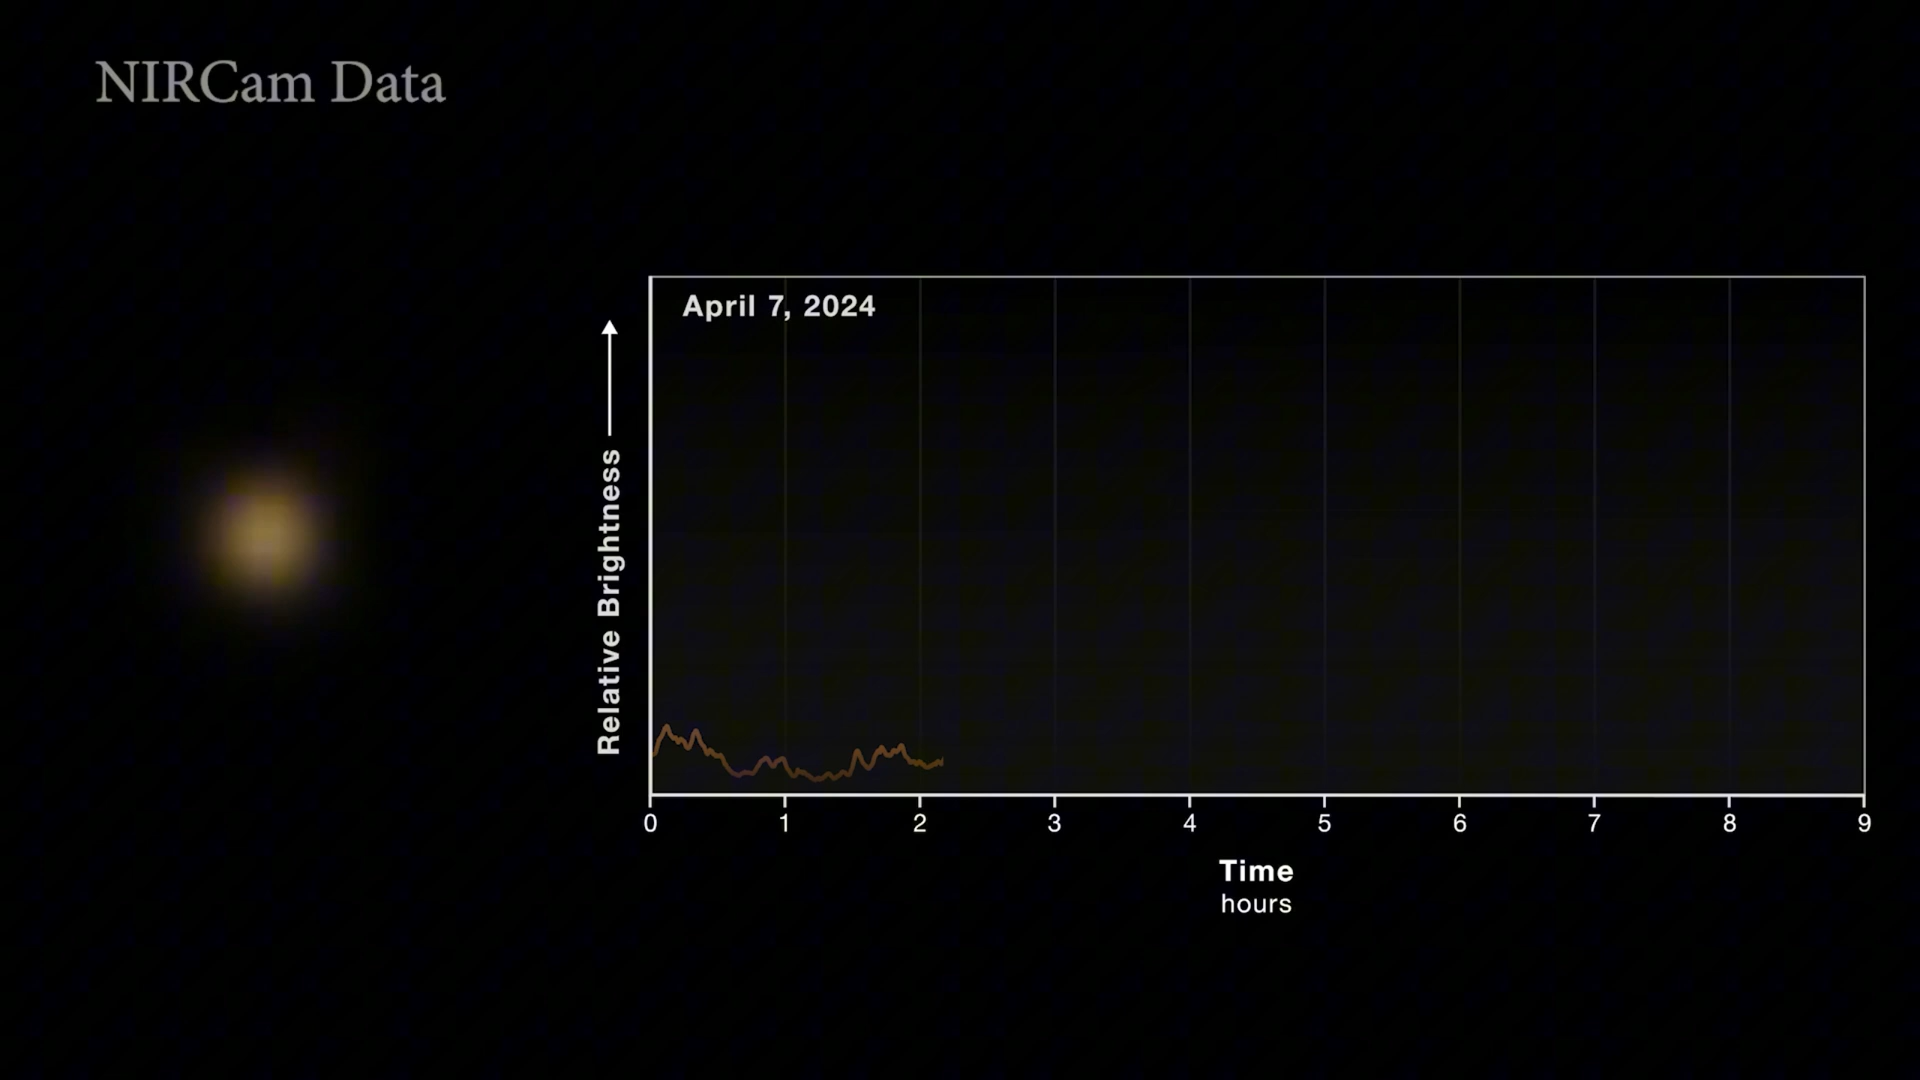 NIRCam Data
April 7, 2024
Relative Brightness
0 1 2 3 4 5 6 7 8 9
Time
hours